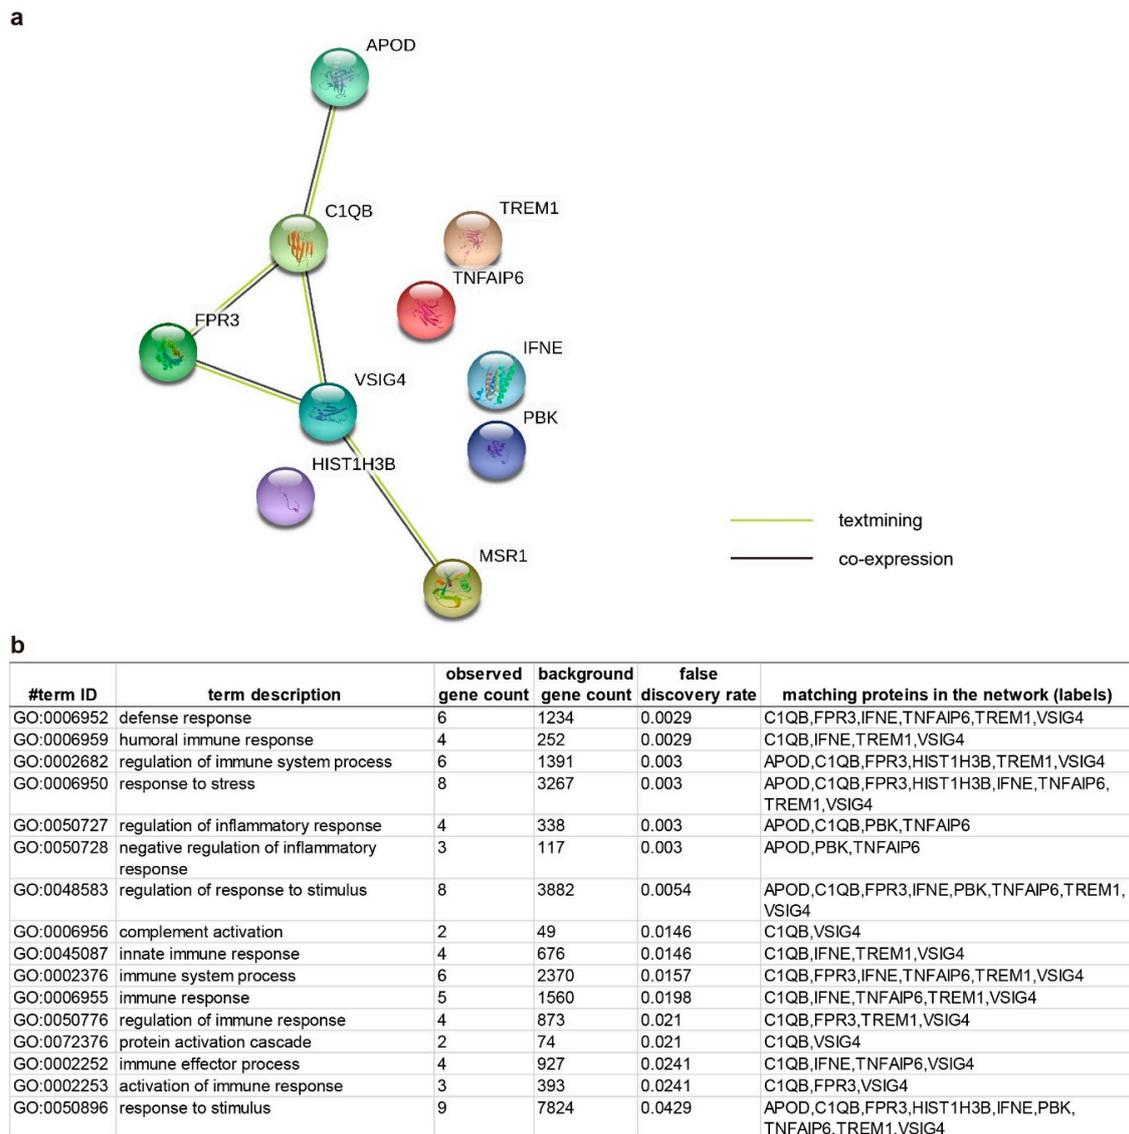 a
APOD
C1QB
TREM1
TNFAIP6
FPR3
IFNE
VSIG4
PBK
HIST1H3B
textmining
MSR1
co-expression
b
#term ID term description observed gene count background gene count false discovery rate matching proteins in the network (labels)
GO:0006952 defense response 6 1234 0.0029 C1QB,FPR3,IFNE,TNFAIP6,TREM1,VSIG4
GO:0006959 humoral immune response 4 252 0.0029 C1QB,IFNE,TREM1,VSIG4
GO:0002682 regulation of immune system process 6 1391 0.003 APOD,C1QB,FPR3,HIST1H3B,TREM1,VSIG4
GO:0006950 response to stress 8 3267 0.003 APOD,C1QB,FPR3,HIST1H3B,IFNE,TNFAIP6,
TREM1,VSIG4
GO:0050727 regulation of inflammatory response 4 338 0.003 APOD,C1QB,PBK,TNFAIP6
GO:0050728 negative regulation of inflammatory 3 117 0.003 APOD,PBK,TNFAIP6
response
GO:0048583 regulation of response to stimulus 8 3882 0.0054 APOD,C1QB,FPR3,IFNE,PBK,TNFAIP6,TREM1,
VSIG4
GO:0006956 complement activation 2 49 0.0146 C1QB,VSIG4
GO:0045087 innate immune response 4 676 0.0146 C1QB,IFNE,TREM1,VSIG4
GO:0002376 immune system process 6 2370 0.0157 C1QB,FPR3,IFNE,TNFAIP6,TREM1,VSIG4
GO:0006955 immune response 5 1560 0.0198 C1QB,IFNE,TNFAIP6,TREM1,VSIG4
GO:0050776 regulation of immune response 4 873 0.021 C1QB,FPR3,TREM1,VSIG4
GO:0072376 protein activation cascade 2 74 0.021 C1QB,VSIG4
GO:0002252 immune effector process 4 927 0.0241 C1QB,IFNE,TNFAIP6,VSIG4
GO:0002253 activation of immune response 3 393 0.0241 C1QB,FPR3,VSIG4
GO:0050896 response to stimulus 9 7824 0.0429 APOD,C1QB,FPR3,HIST1H3B,IFNE,PBK,
TNFAIP6,TREM1,VSIG4